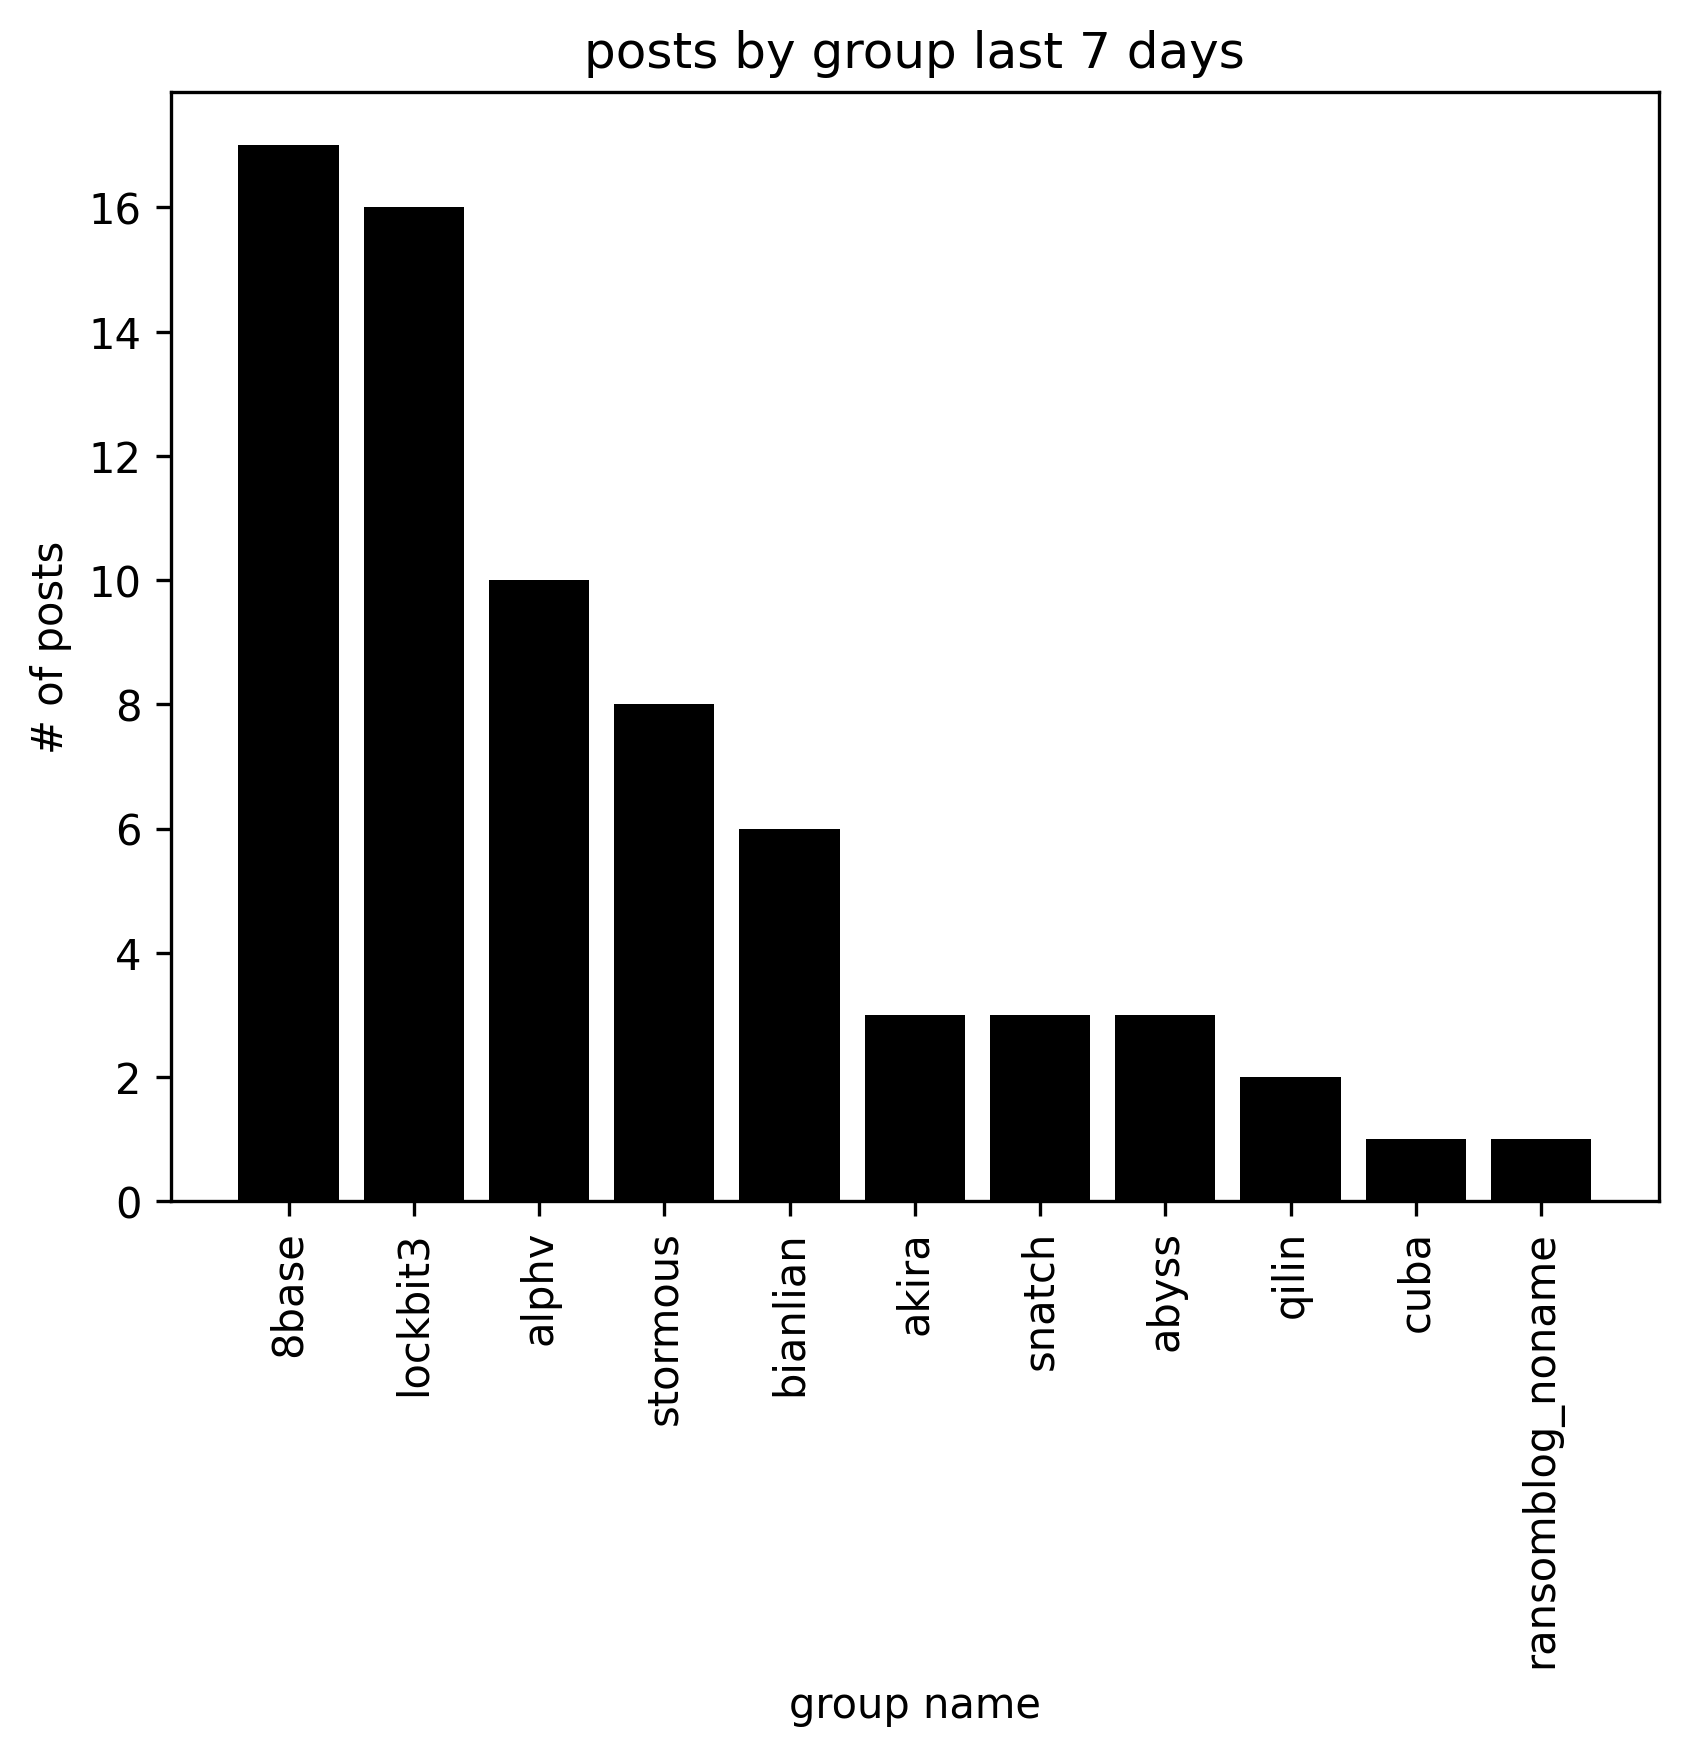 posts by group last 7 days
# of posts
16
14
12
10
8
6
4
2
0
8base
lockbit3
alphv
stormous
bianlian
akira
snatch
abyss
qilin
cuba
ransomblog_noname
group name